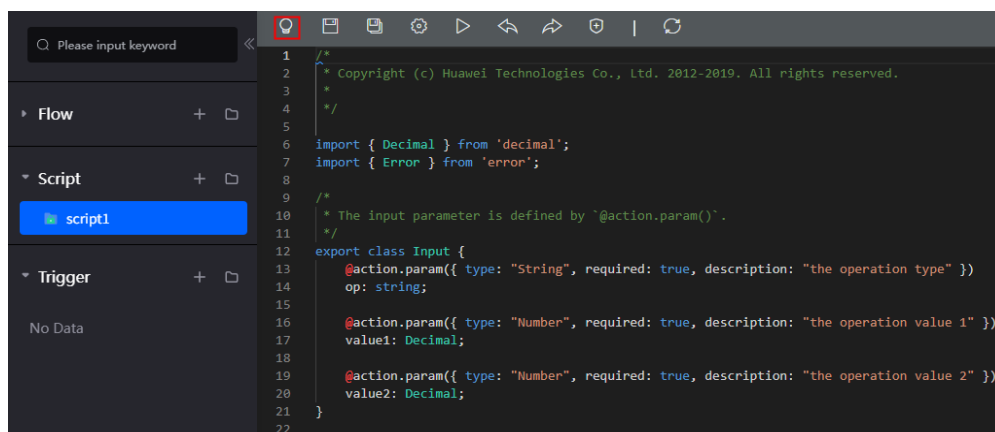 Please input keyword
Flow
Script
script1
Trigger
No Data
1 /*
2  * Copyright (c) Huawei Technologies Co., Ltd. 2012-2019. All rights reserved.
3  *
4  */
5
6 import { Decimal } from 'decimal';
7 import { Error } from 'error';
8
9 /*
10  * The input parameter is defined by `@action.param()`.
11  */
12 export class Input {
13     @action.param({ type: "String", required: true, description: "the operation type" })
14     op: string;
15
16     @action.param({ type: "Number", required: true, description: "the operation value 1" })
17     value1: Decimal;
18
19     @action.param({ type: "Number", required: true, description: "the operation value 2" })
20     value2: Decimal;
21 }
22